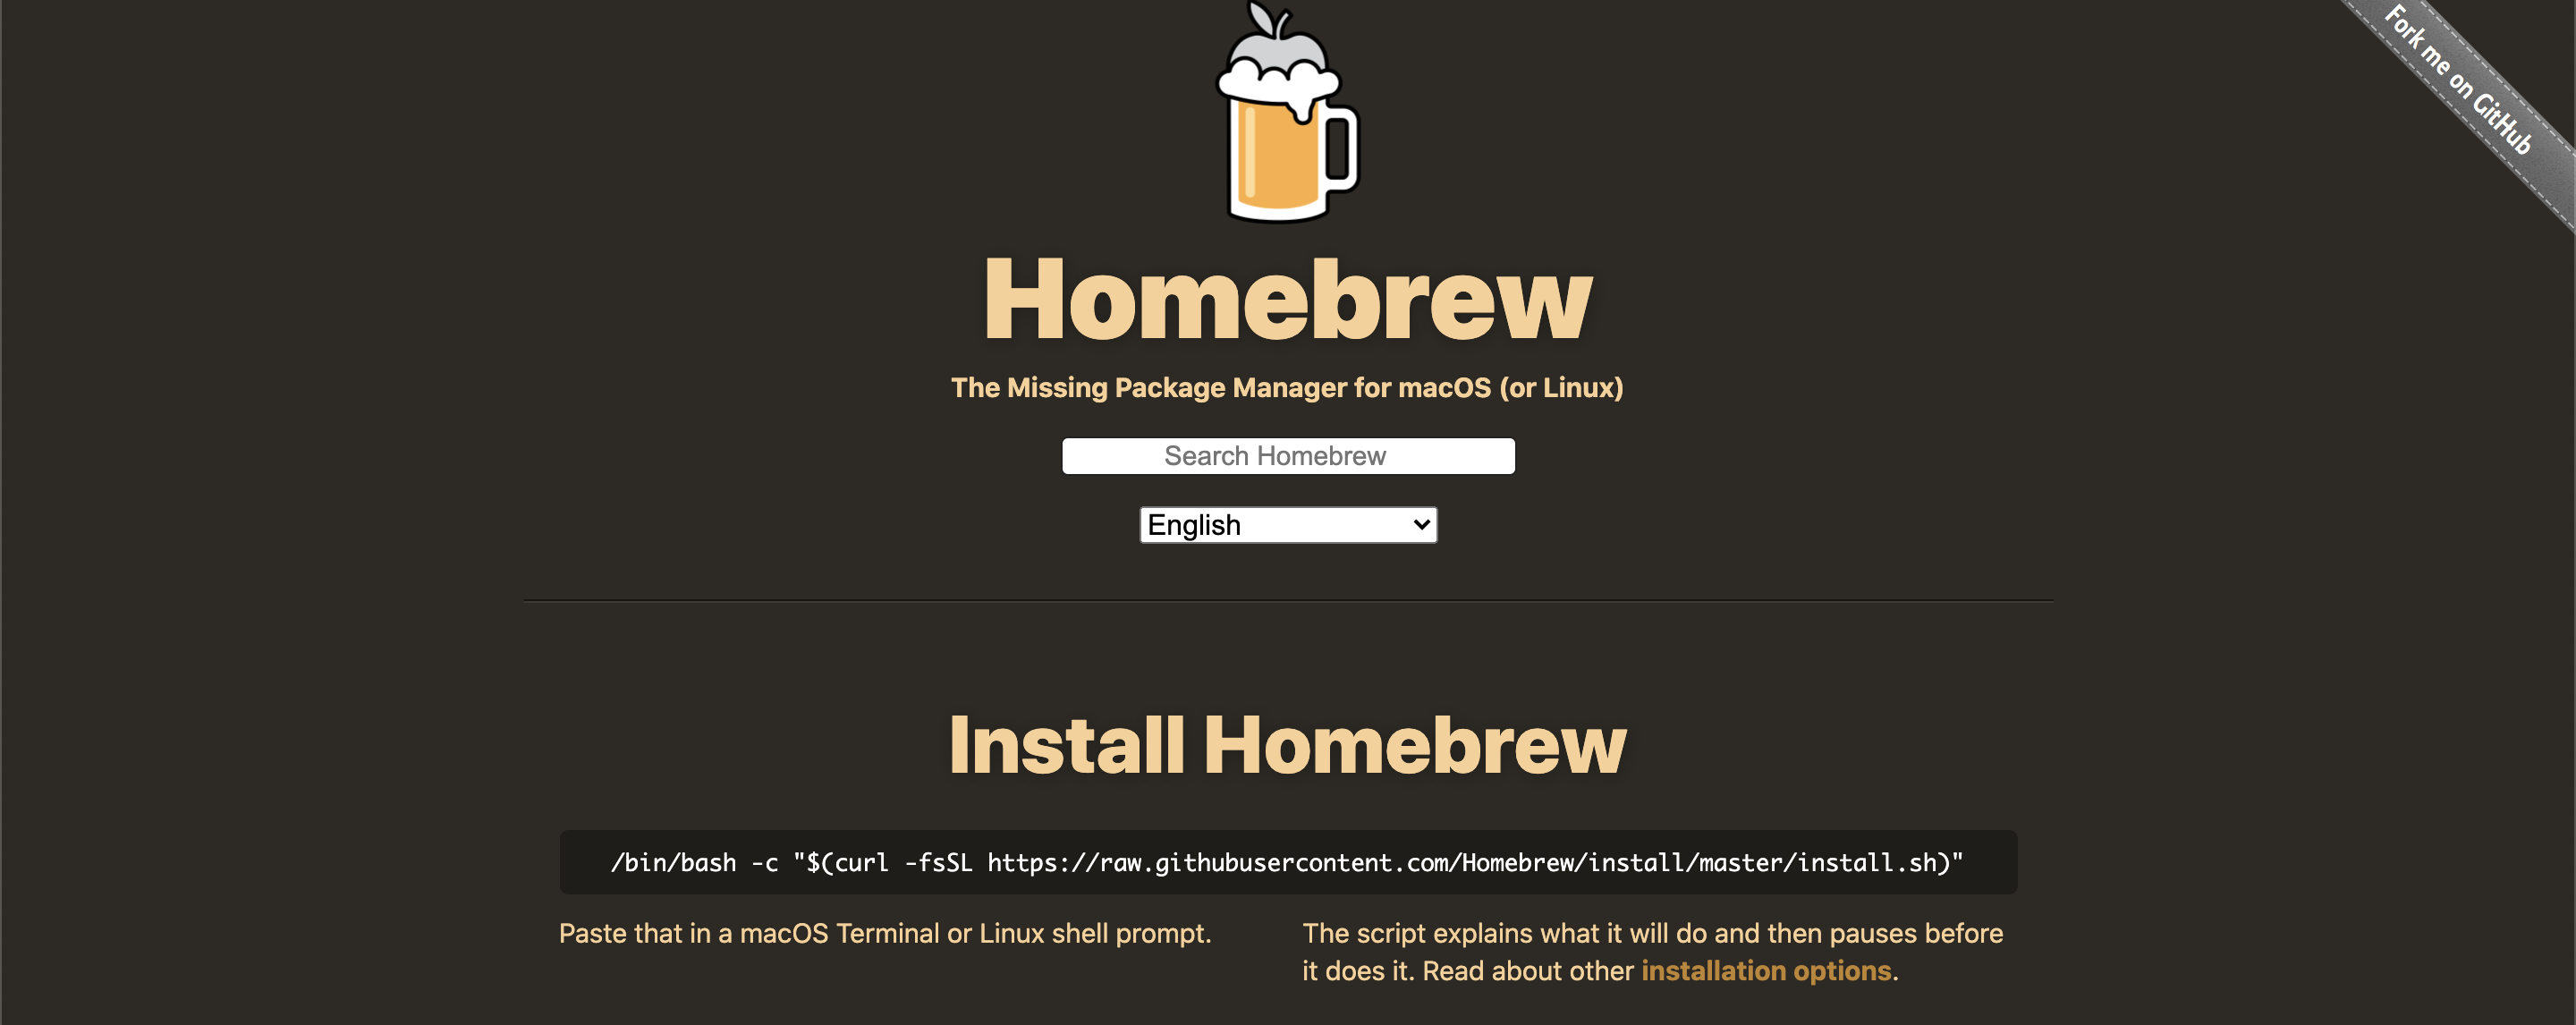 Fork me on GitHub
Homebrew
The Missing Package Manager for macOS (or Linux)
Search Homebrew
English
Install Homebrew
/bin/bash -c "$(curl -fsSL https://raw.githubusercontent.com/Homebrew/install/master/install.sh)"
Paste that in a macOS Terminal or Linux shell prompt.
The script explains what it will do and then pauses before
it does it. Read about other installation options.